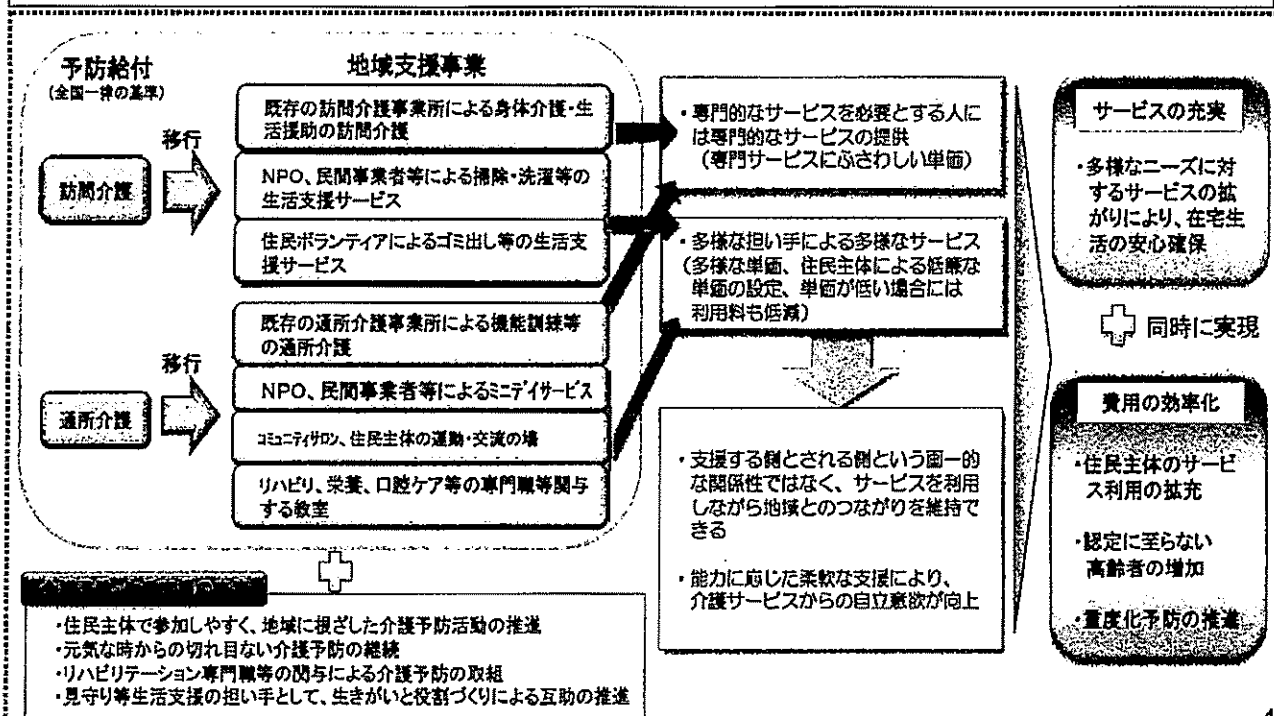 予防給付
(全国一律の基準)
地域支援事業
移行
訪問介護
既存の訪問介護事業所による身体介護・生
活援助の訪問介護
NPO、民間事業者等による掃除・洗濯等の
生活支援サービス
住民ボランティアによるゴミ出し等の生活支
援サービス
移行
通所介護
既存の通所介護事業所による機能訓練等
の通所介護
NPO、民間事業者等によるミニデイサービス
コミュニティサロン、住民主体の運動・交流の場
リハビリ、栄養、口腔ケア等の専門職等関与
する教室
・住民主体で参加しやすく、地域に根ざした介護予防活動の推進
・元気な時からの切れ目ない介護予防の継続
・リハビリテーション専門職等の関与による介護予防の取組
・見守り等生活支援の担い手として、生きがいと役割づくりによる互助の推進
・専門的なサービスを必要とする人に
は専門的なサービスの提供
(専門サービスにふさわしい単価)
・多様な担い手による多様なサービス
(多様な単価、住民主体による低廉な
単価の設定、単価が低い場合には
利用料も低減)
・支援する側とされる側という画一的
な関係性ではなく、サービスを利用
しながら地域とのつながりを維持で
きる
・能力に応じた柔軟な支援により、
介護サービスからの自立意欲が向上
サービスの充実
・多様なニーズに対
するサービスの拡
がりにより、在宅生
活の安心確保
同時に実現
費用の効率化
・住民主体のサービ
ス利用の拡充
・認定に至らない
高齢者の増加
・重度化予防の推進